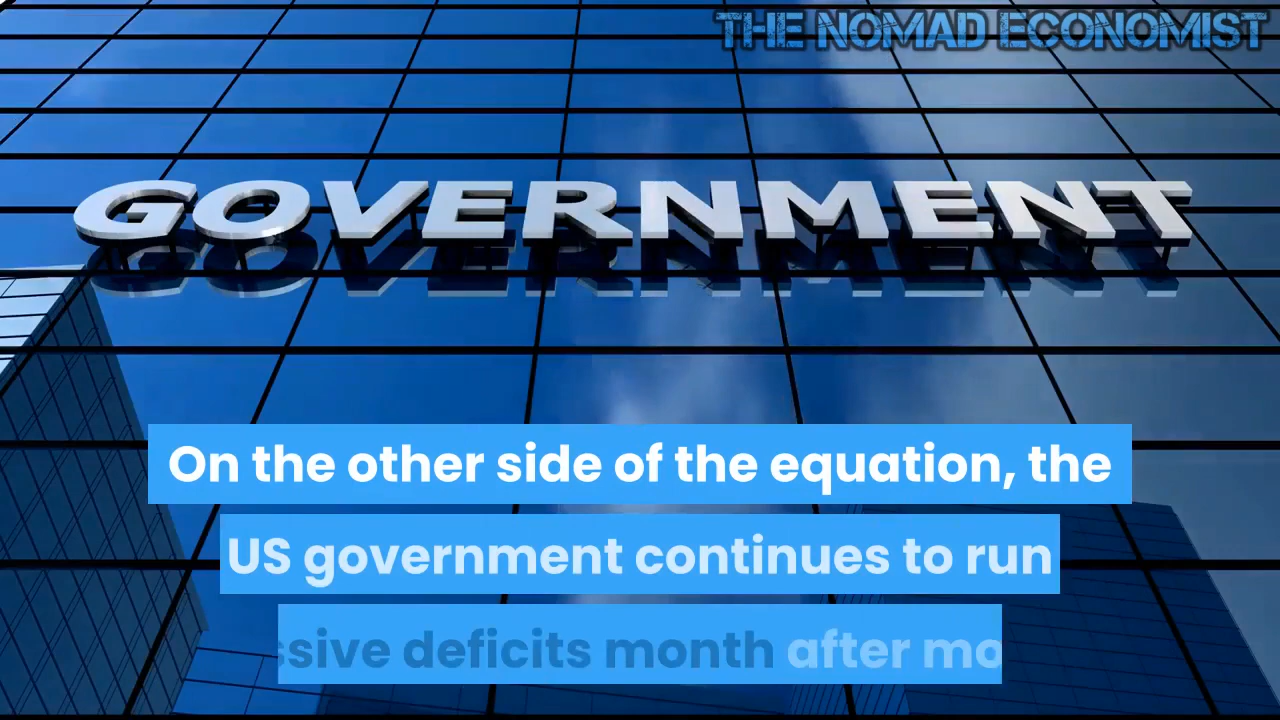 THE NOMAD ECONOMIST
GOVERNMENT
On the other side of the equation, the
US government continues to run
deficits month after